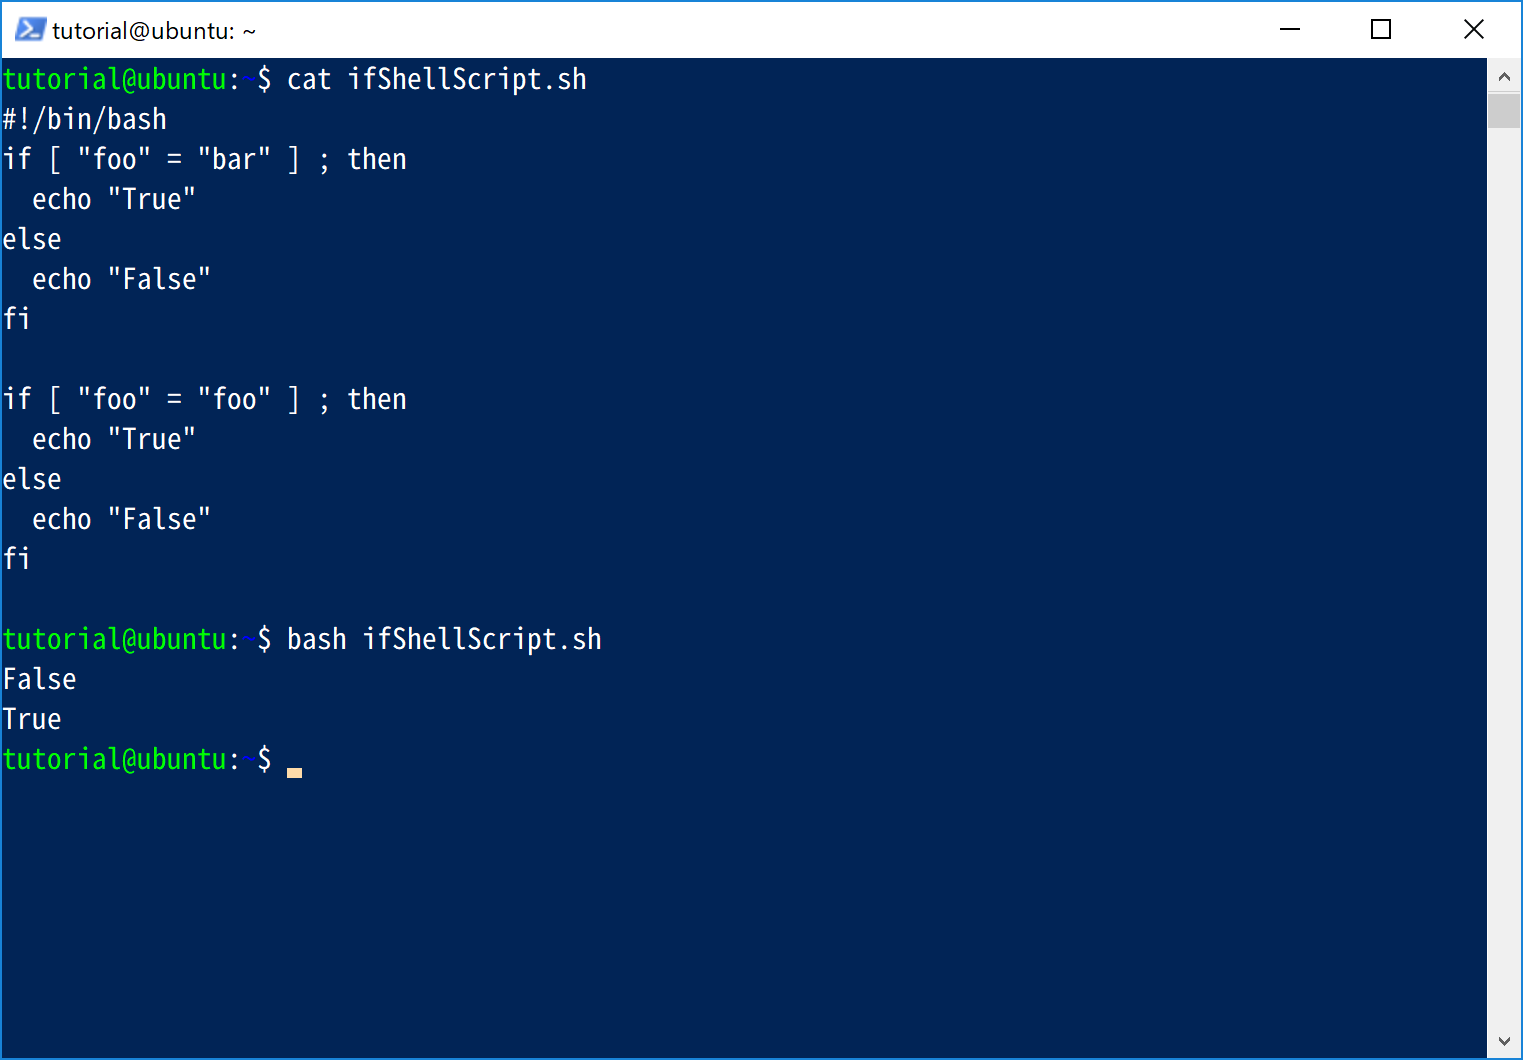 tutorial@ubuntu: ~
tutorial@ubuntu:~$ cat ifShellScript.sh
#!/bin/bash
if [ "foo" = "bar" ] ; then
  echo "True"
else
  echo "False"
fi

if [ "foo" = "foo" ] ; then
  echo "True"
else
  echo "False"
fi

tutorial@ubuntu:~$ bash ifShellScript.sh
False
True
tutorial@ubuntu:~$